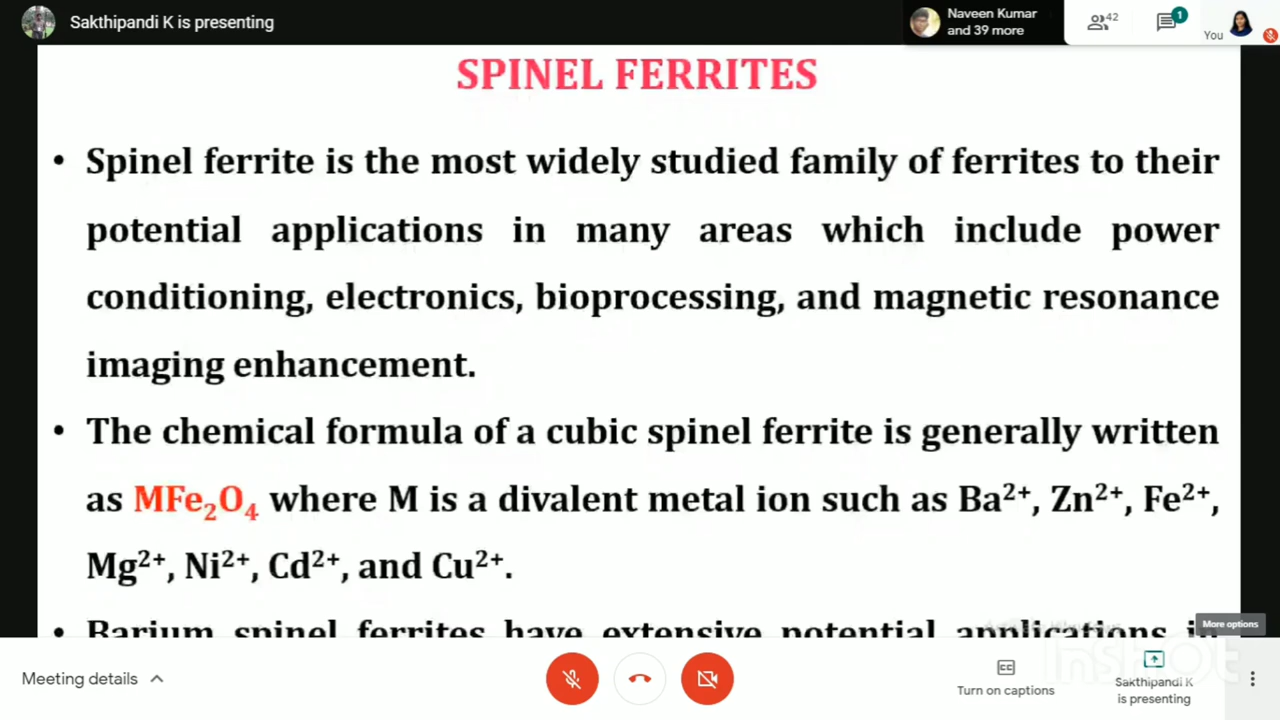 Sakthipandi K is presenting
Naveen Kumar
and 39 more
42
1
You
SPINEL FERRITES
• Spinel ferrite is the most widely studied family of ferrites to their
potential applications in many areas which include power
conditioning, electronics, bioprocessing, and magnetic resonance
imaging enhancement.
• The chemical formula of a cubic spinel ferrite is generally written
as MFe₂O₄ where M is a divalent metal ion such as Ba²⁺, Zn²⁺, Fe²⁺,
Mg²⁺, Ni²⁺, Cd²⁺, and Cu²⁺.
• Barium spinel ferrites have extensive potential applications in
More options
Meeting details
CC
Turn on captions
Sakthipandi K
is presenting
InShOt